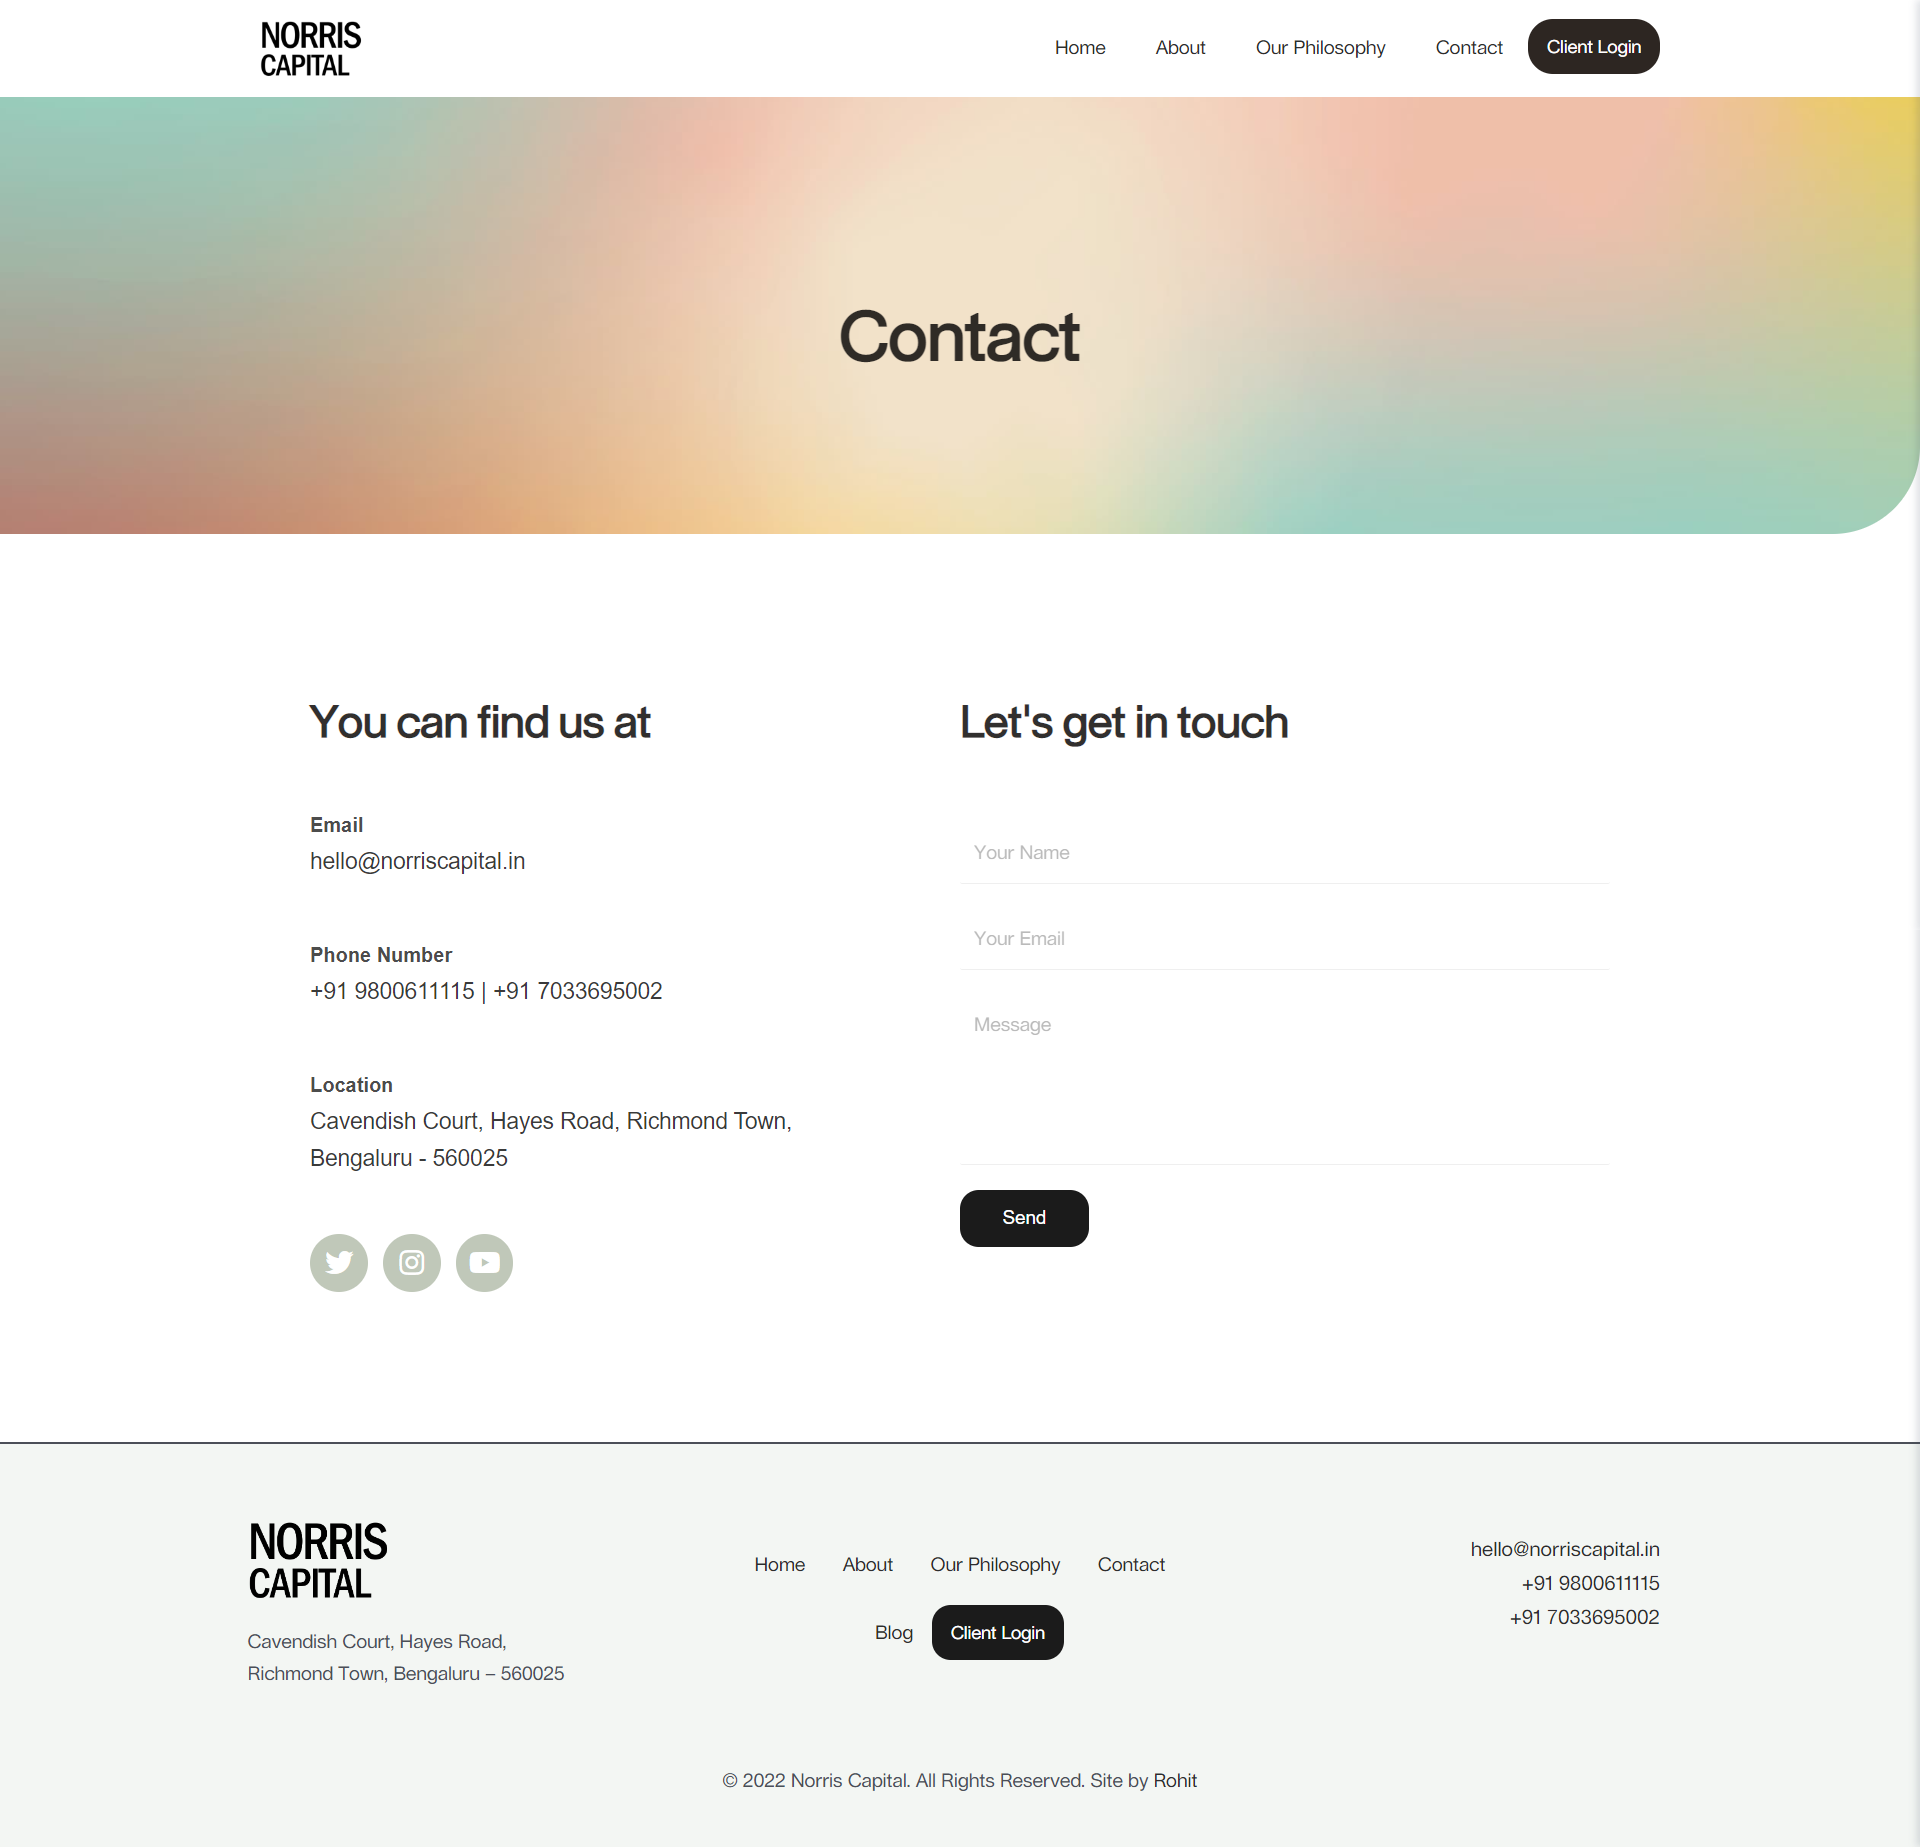 NORRIS
CAPITAL
Home About Our Philosophy Contact Client Login
Contact
You can find us at
Email
hello@norriscapital.in
Phone Number
+91 9800611115 | +91 7033695002
Location
Cavendish Court, Hayes Road, Richmond Town,
Bengaluru - 560025
Let's get in touch
Your Name
Your Email
Message
Send
NORRIS
CAPITAL
Cavendish Court, Hayes Road,
Richmond Town, Bengaluru – 560025
Home About Our Philosophy Contact
Blog Client Login
hello@norriscapital.in
+91 9800611115
+91 7033695002
© 2022 Norris Capital. All Rights Reserved. Site by Rohit